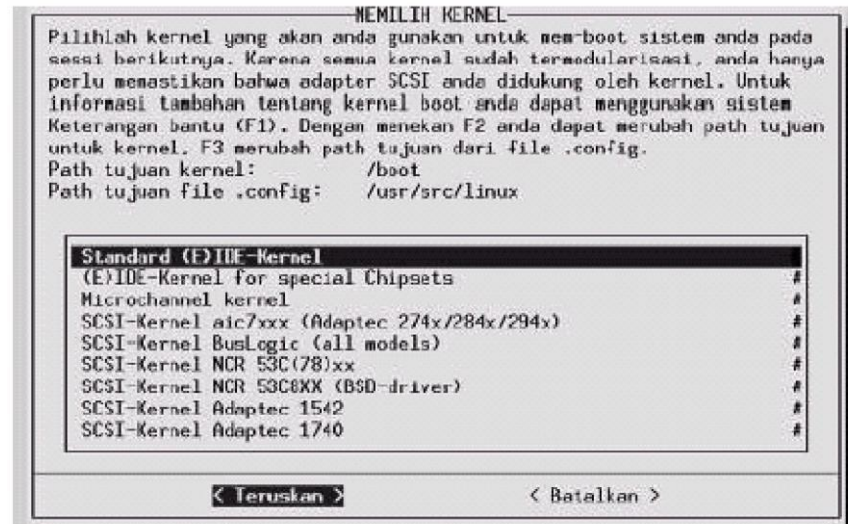 MEMILIH KERNEL
Pilihlah kernel yang akan anda gunakan untuk mem-boot sistem anda pada
sessi berikutnya. Karena semua kernel sudah termodularisasi, anda hanya
perlu memastikan bahwa adapter SCSI anda didukung oleh kernel. Untuk
informasi tambahan tentang kernel boot anda dapat menggunakan sistem
Keterangan bantu (F1). Dengan menekan F2 anda dapat merubah path tujuan
untuk kernel. F3 merubah path tujuan dari file .config.
Path tujuan kernel: /boot
Path tujuan file .config: /usr/src/linux
Standard (E)IDE-Kernel
(E)IDE-Kernel for special Chipsets #
Microchannel kernel #
SCSI-Kernel aic7xxx (Adaptec 274x/284x/294x) #
SCSI-Kernel BusLogic (all models) #
SCSI-Kernel NCR 53C(78)xx #
SCSI-Kernel NCR 53C8XX (BSD-driver) #
SCSI-Kernel Adaptec 1542 #
SCSI-Kernel Adaptec 1740 #
< Teruskan > < Batalkan >